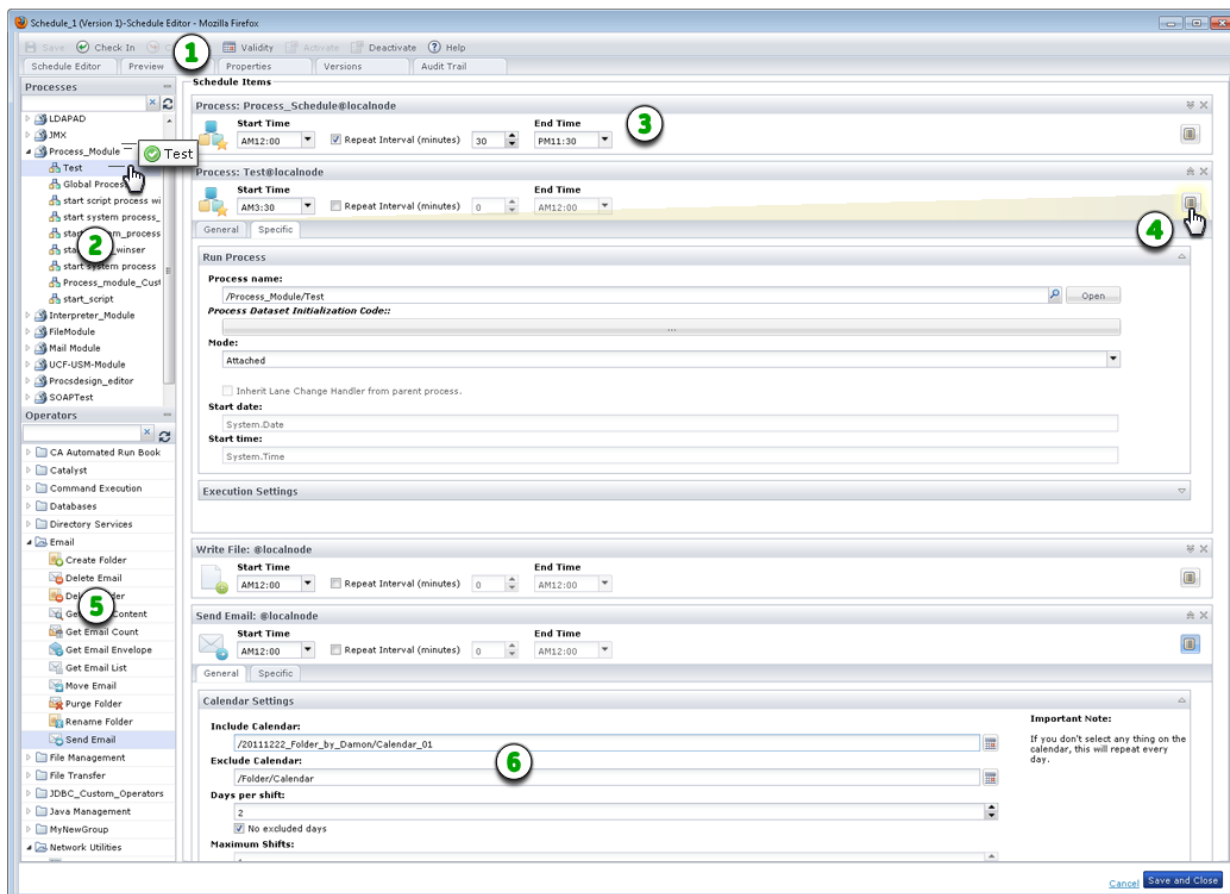 Schedule_1 (Version 1)-Schedule Editor - Mozilla Firefox
Save Check In 1 Validity Activate Deactivate ? Help
Schedule Editor Preview Properties Versions Audit Trail
Processes
LDAPAD
JMX
Process_Module
Test
Test
Global Process
start script process wi
start system process_
process
2 winser
start system process
Process_module_Cust
start_script
Interpreter_Module
FileModule
Mail Module
UCF-USM-Module
Procsdesign_editor
SOAPTest
Operators
CA Automated Run Book
Catalyst
Command Execution
Databases
Directory Services
Email
Create Folder
Delete Email
5
Content
Get Email Count
Get Email Envelope
Get Email List
Move Email
Purge Folder
Rename Folder
Send Email
File Management
File Transfer
JDBC_Custom_Operators
Java Management
MyNewGroup
Network Utilities
Schedule Items
Process: Process_Schedule@localnode
Start Time End Time 3
AM12:00 Repeat Interval (minutes) 30 PM11:30
Process: Test@localnode
Start Time End Time
AM3:30 Repeat Interval (minutes) 0 AM12:00
4
General Specific
Run Process
Process name:
/Process_Module/Test Open
Process Dataset Initialization Code::
...
Mode:
Attached
Inherit Lane Change Handler from parent process.
Start date:
System.Date
Start time:
System.Time
Execution Settings
Write File: @localnode
Start Time End Time
AM12:00 Repeat Interval (minutes) 0 AM12:00
Send Email: @localnode
Start Time End Time
AM12:00 Repeat Interval (minutes) 0 AM12:00
General Specific
Calendar Settings
Include Calendar:
/20111222_Folder_by_Damon/Calendar_01
6
Exclude Calendar:
/Folder/Calendar
Days per shift:
2
No excluded days
Maximum Shifts:
Important Note:
If you don't select any thing on the
calendar, this will repeat every
day.
Cancel Save and Close